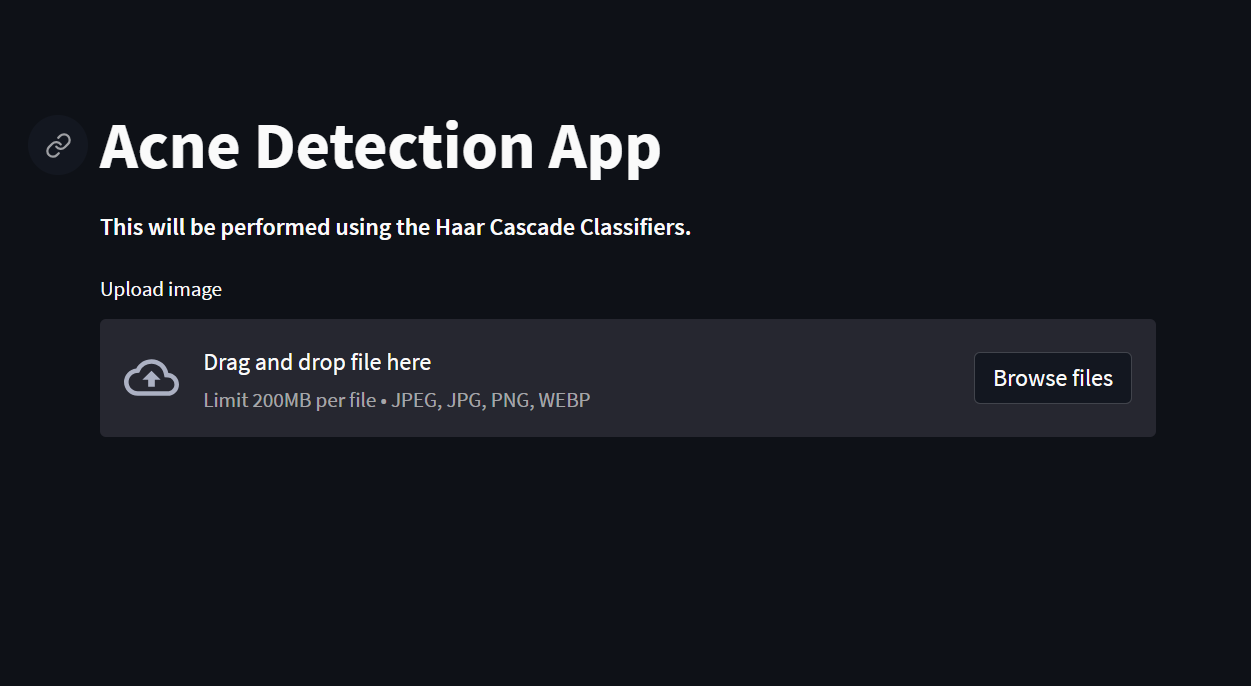 Acne Detection App
This will be performed using the Haar Cascade Classifiers.
Upload image
Drag and drop file here
Limit 200MB per file • JPEG, JPG, PNG, WEBP
Browse files